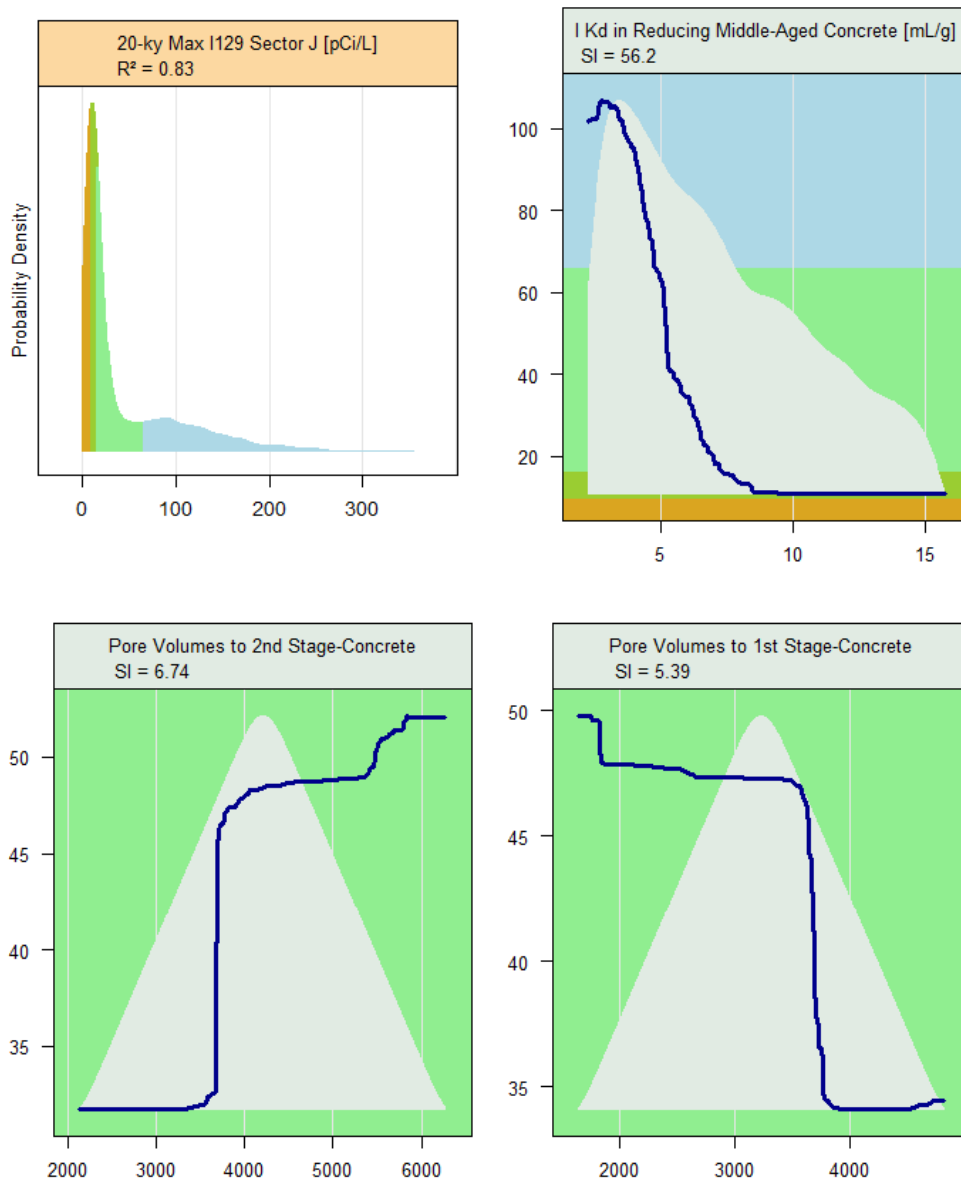 20-ky Max I129 Sector J [pCi/L]
R² = 0.83
Probability Density
0 100 200 300
I Kd in Reducing Middle-Aged Concrete [mL/g]
SI = 56.2
100
80
60
40
20
5 10 15
Pore Volumes to 2nd Stage-Concrete
SI = 6.74
50
45
40
35
2000 3000 4000 5000 6000
Pore Volumes to 1st Stage-Concrete
SI = 5.39
50
45
40
35
2000 3000 4000